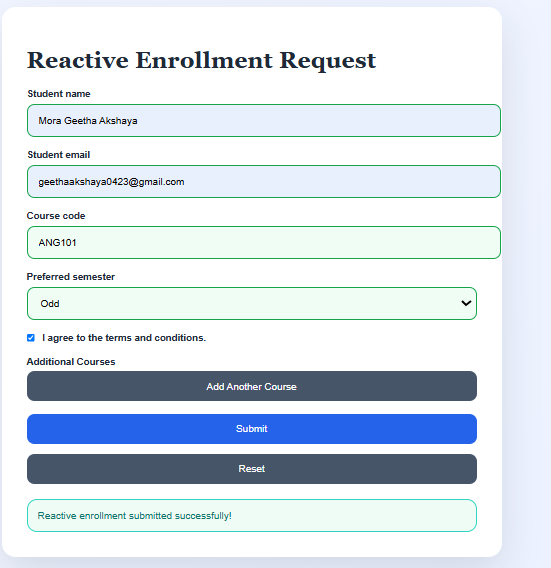 Reactive Enrollment Request
Student name
Mora Geetha Akshaya
Student email
geethaakshaya0423@gmail.com
Course code
ANG101
Preferred semester
Odd
I agree to the terms and conditions.
Additional Courses
Add Another Course
Submit
Reset
Reactive enrollment submitted successfully!